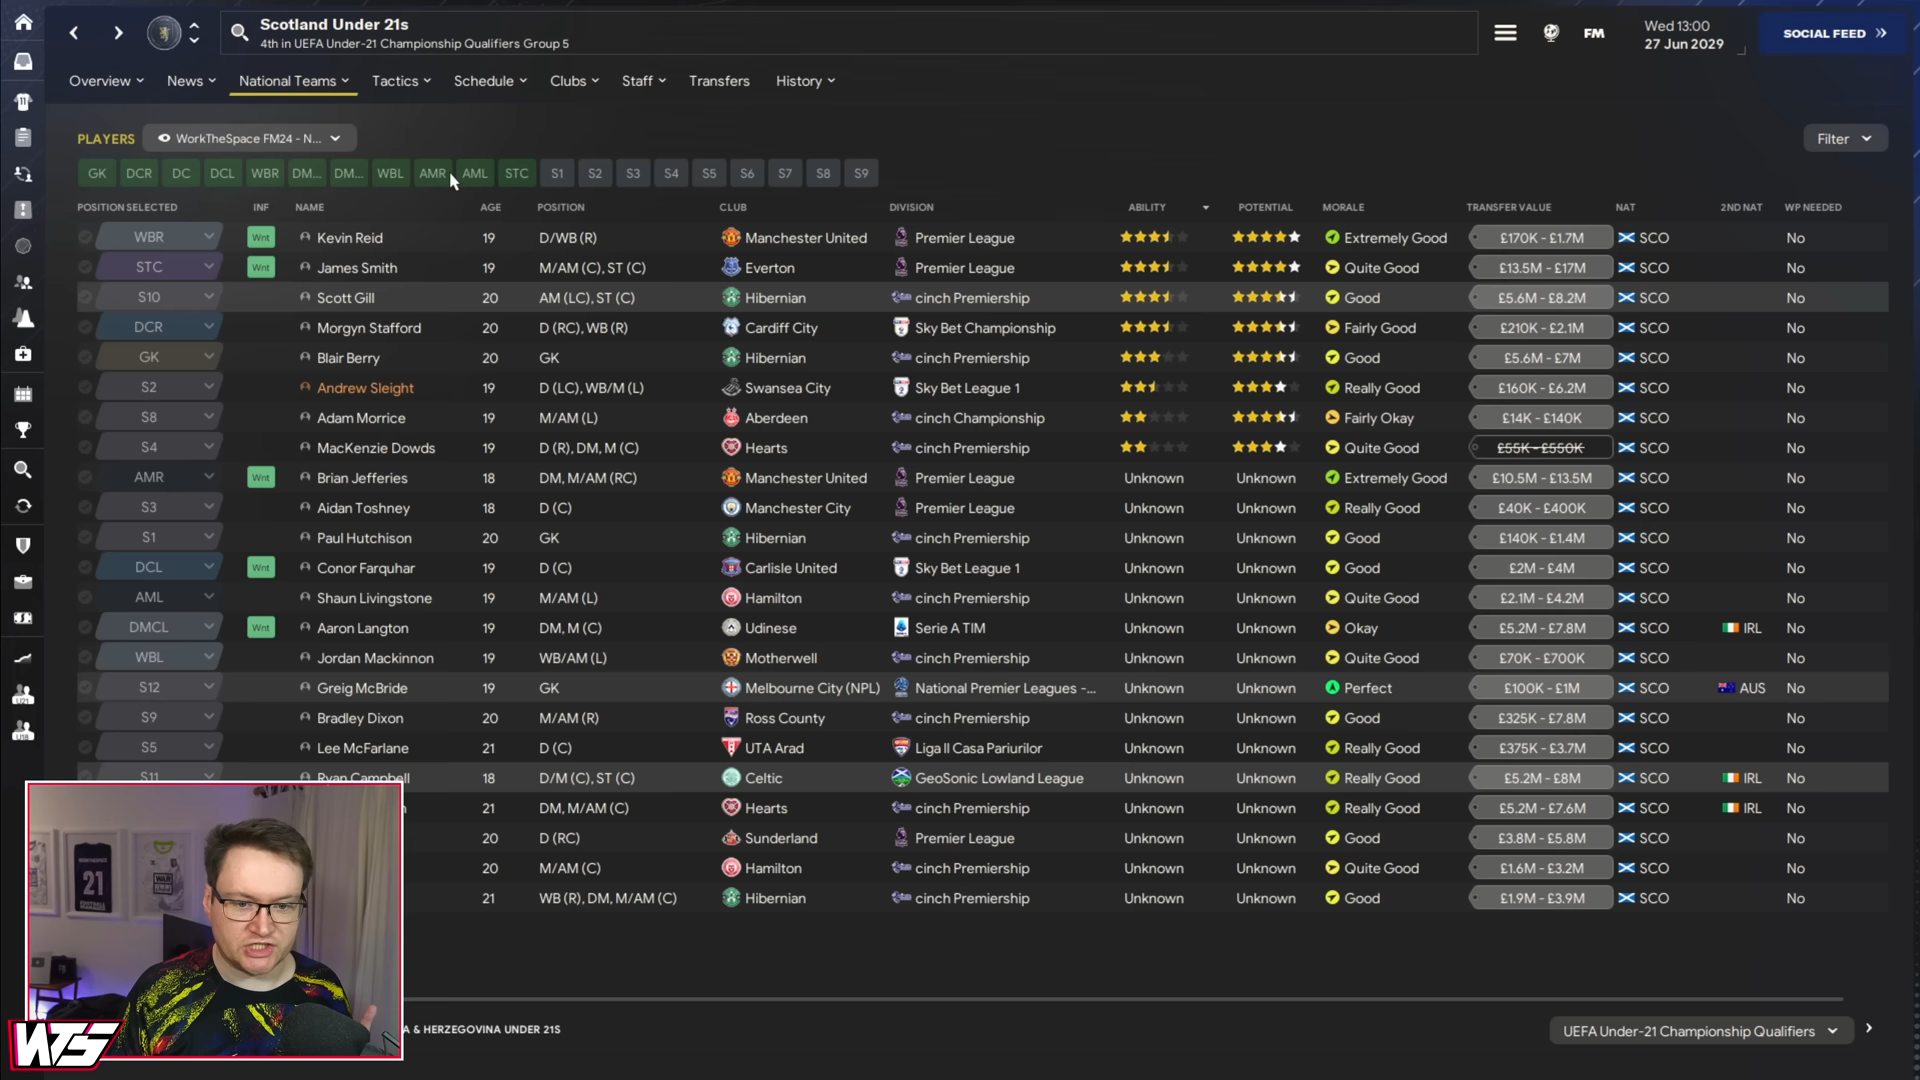 Scotland Under 21s
4th in UEFA Under-21 Championship Qualifiers Group 5
FM
Wed 13:00
27 Jun 2029
SOCIAL FEED
Overview
News
National Teams
Tactics
Schedule
Clubs
Staff
Transfers
History
PLAYERS
WorkTheSpace FM24 - N...
Filter
GK DCR DC DCL WBR DM... DM... WBL AMR AML STC S1 S2 S3 S4 S5 S6 S7 S8 S9
POSITION SELECTED INF NAME AGE POSITION CLUB DIVISION ABILITY POTENTIAL MORALE TRANSFER VALUE NAT 2ND NAT WP NEEDED
WBR Wnt Kevin Reid 19 D/WB (R) Manchester United Premier League Extremely Good £170K - £1.7M SCO No
STC Wnt James Smith 19 M/AM (C), ST (C) Everton Premier League Quite Good £13.5M - £17M SCO No
S10 Scott Gill 20 AM (LC), ST (C) Hibernian cinch Premiership Good £5.6M - £8.2M SCO No
DCR Morgyn Stafford 20 D (RC), WB (R) Cardiff City Sky Bet Championship Fairly Good £210K - £2.1M SCO No
GK Blair Berry 20 GK Hibernian cinch Premiership Good £5.6M - £7M SCO No
S2 Andrew Sleight 19 D (LC), WB/M (L) Swansea City Sky Bet League 1 Really Good £160K - £6.2M SCO No
S8 Adam Morrice 19 M/AM (L) Aberdeen cinch Championship Fairly Okay £14K - £140K SCO No
S4 MacKenzie Dowds 19 D (R), DM, M (C) Hearts cinch Premiership Quite Good £55K - £550K SCO No
AMR Wnt Brian Jefferies 18 DM, M/AM (RC) Manchester United Premier League Unknown Unknown Extremely Good £10.5M - £13.5M SCO No
S3 Aidan Toshney 18 D (C) Manchester City Premier League Unknown Unknown Really Good £40K - £400K SCO No
S1 Paul Hutchison 20 GK Hibernian cinch Premiership Unknown Unknown Good £140K - £1.4M SCO No
DCL Wnt Conor Farquhar 19 D (C) Carlisle United Sky Bet League 1 Unknown Unknown Good £2M - £4M SCO No
AML Shaun Livingstone 19 M/AM (L) Hamilton cinch Premiership Unknown Unknown Quite Good £2.1M - £4.2M SCO No
DMCL Wnt Aaron Langton 19 DM, M (C) Udinese Serie A TIM Unknown Unknown Okay £5.2M - £7.8M SCO IRL No
WBL Jordan Mackinnon 19 WB/AM (L) Motherwell cinch Premiership Unknown Unknown Quite Good £70K - £700K SCO No
S12 Greig McBride 19 GK Melbourne City (NPL) National Premier Leagues -... Unknown Unknown Perfect £100K - £1M SCO AUS No
S9 Bradley Dixon 20 M/AM (R) Ross County cinch Premiership Unknown Unknown Good £325K - £7.8M SCO No
S5 Lee McFarlane 21 D (C) UTA Arad Liga II Casa Pariurilor Unknown Unknown Really Good £375K - £3.7M SCO No
S11 Ryan Campbell 18 D/M (C), ST (C) Celtic GeoSonic Lowland League Unknown Unknown Really Good £5.2M - £8M SCO IRL No
21 DM, M/AM (C) Hearts cinch Premiership Unknown Unknown Really Good £5.2M - £7.6M SCO IRL No
20 D (RC) Sunderland Premier League Unknown Unknown Good £3.8M - £5.8M SCO No
20 M/AM (C) Hamilton cinch Premiership Unknown Unknown Quite Good £1.6M - £3.2M SCO No
21 WB (R), DM, M/AM (C) Hibernian cinch Premiership Unknown Unknown Good £1.9M - £3.9M SCO No
21
WTS
A & HERZEGOVINA UNDER 21S
UEFA Under-21 Championship Qualifiers